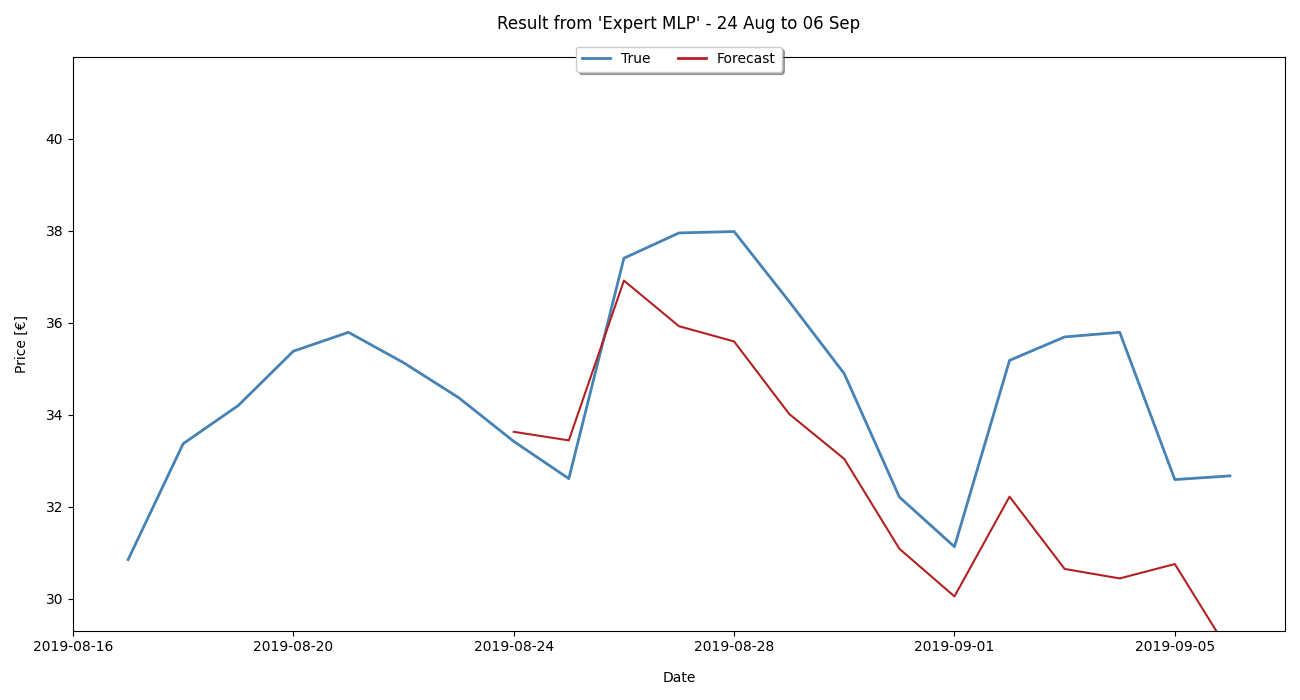 Result from 'Expert MLP' - 24 Aug to 06 Sep
True Forecast
40
38
36
34
32
30
Price [€]
2019-08-16 2019-08-20 2019-08-24 2019-08-28 2019-09-01 2019-09-05
Date